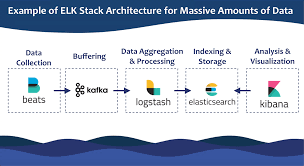 Example of ELK Stack Architecture for Massive Amounts of Data
Data
Collection
Buffering
Data Aggregation
& Processing
Indexing &
Storage
Analysis &
Visualization
beats
kafka
logstash
elasticsearch
kibana